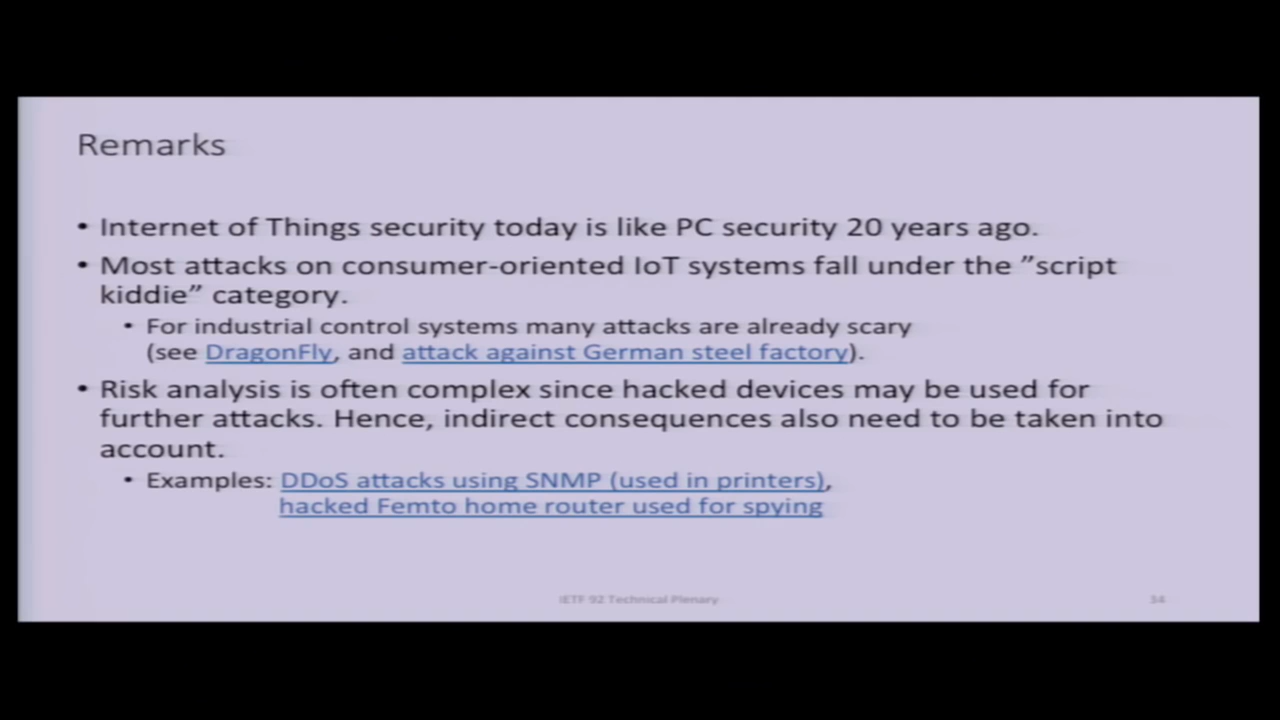 Remarks
• Internet of Things security today is like PC security 20 years ago.
• Most attacks on consumer-oriented IoT systems fall under the ”script
kiddie” category.
• For industrial control systems many attacks are already scary
(see DragonFly, and attack against German steel factory).
• Risk analysis is often complex since hacked devices may be used for
further attacks. Hence, indirect consequences also need to be taken into
account.
• Examples: DDoS attacks using SNMP (used in printers),
hacked Femto home router used for spying
IETF 92 Technical Plenary 34